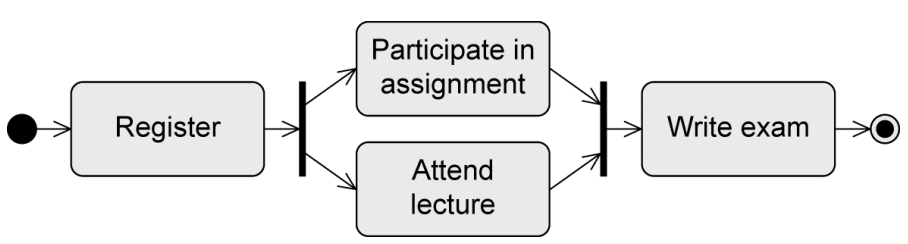 Register
Participate in
assignment
Attend
lecture
Write exam